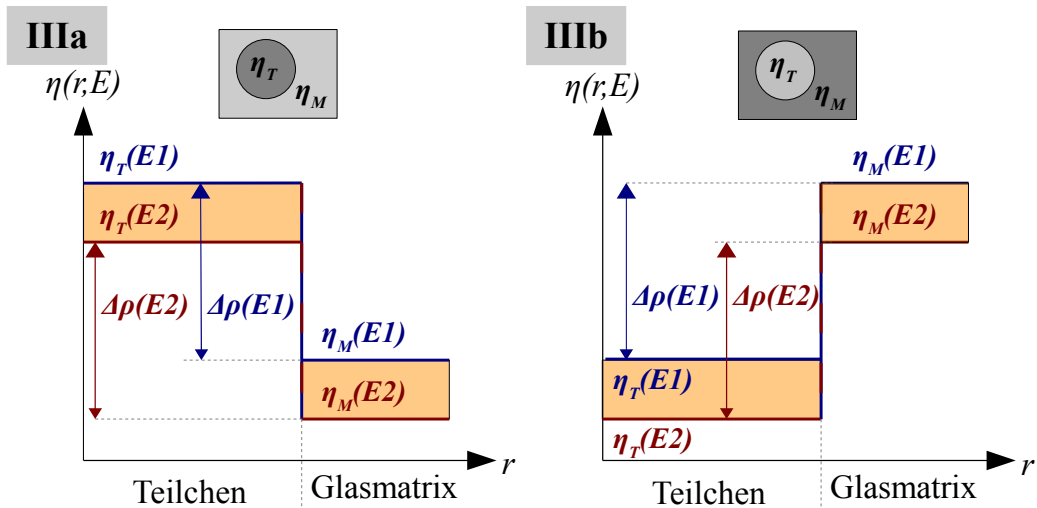 IIIa
η_T
η_M
η(r,E)
η_T(E1)
η_T(E2)
Δρ(E2)
Δρ(E1)
η_M(E1)
η_M(E2)
r
Teilchen
Glasmatrix
IIIb
η_T
η_M
η(r,E)
η_M(E1)
η_M(E2)
Δρ(E1)
Δρ(E2)
η_T(E1)
η_T(E2)
r
Teilchen
Glasmatrix